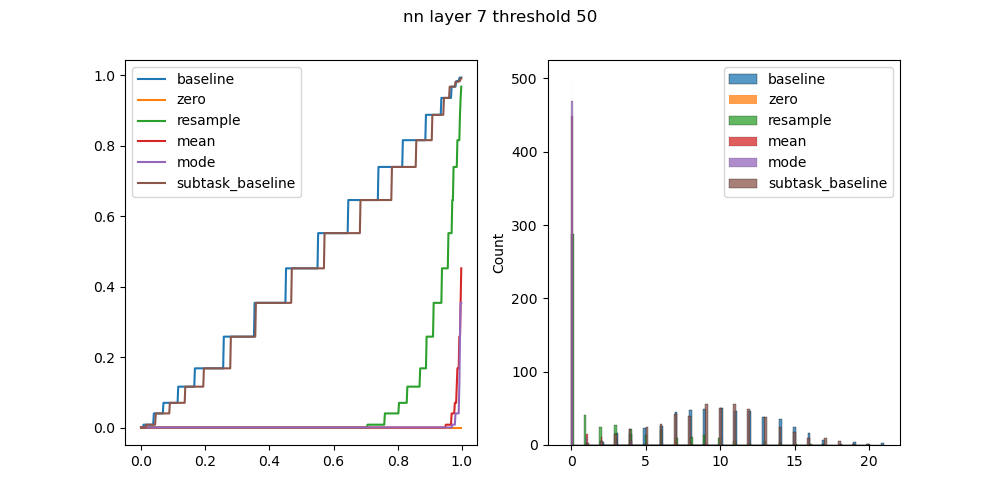 nn layer 7 threshold 50
baseline
zero
resample
mean
mode
subtask_baseline
1.0
0.8
0.6
0.4
0.2
0.0
0.0 0.2 0.4 0.6 0.8 1.0
baseline
zero
resample
mean
mode
subtask_baseline
Count
500
400
300
200
100
0
0 5 10 15 20